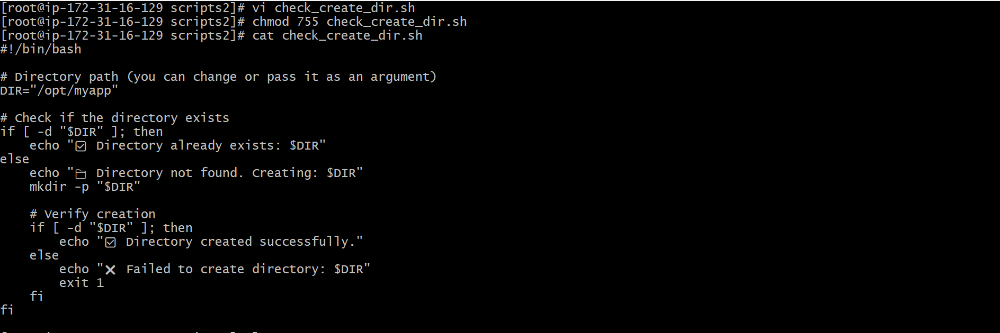 [root@ip-172-31-16-129 scripts2]# vi check_create_dir.sh
[root@ip-172-31-16-129 scripts2]# chmod 755 check_create_dir.sh
[root@ip-172-31-16-129 scripts2]# cat check_create_dir.sh
#!/bin/bash

# Directory path (you can change or pass it as an argument)
DIR="/opt/myapp"

# Check if the directory exists
if [ -d "$DIR" ]; then
    echo "☑ Directory already exists: $DIR"
else
    echo "🗀 Directory not found. Creating: $DIR"
    mkdir -p "$DIR"

    # Verify creation
    if [ -d "$DIR" ]; then
        echo "☑ Directory created successfully."
    else
        echo "❌ Failed to create directory: $DIR"
        exit 1
    fi
fi